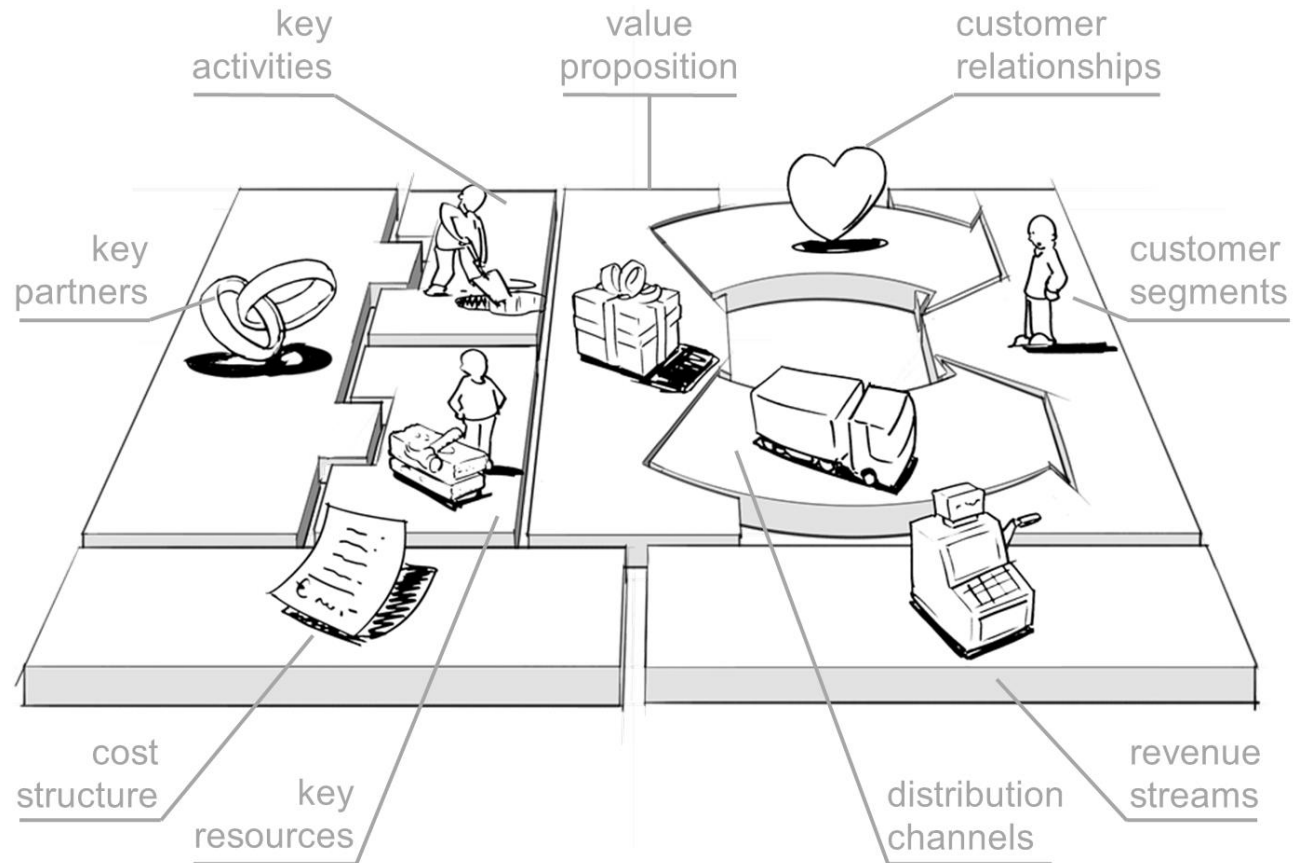 key
activities
value
proposition
customer
relationships
key
partners
customer
segments
cost
structure
key
resources
distribution
channels
revenue
streams